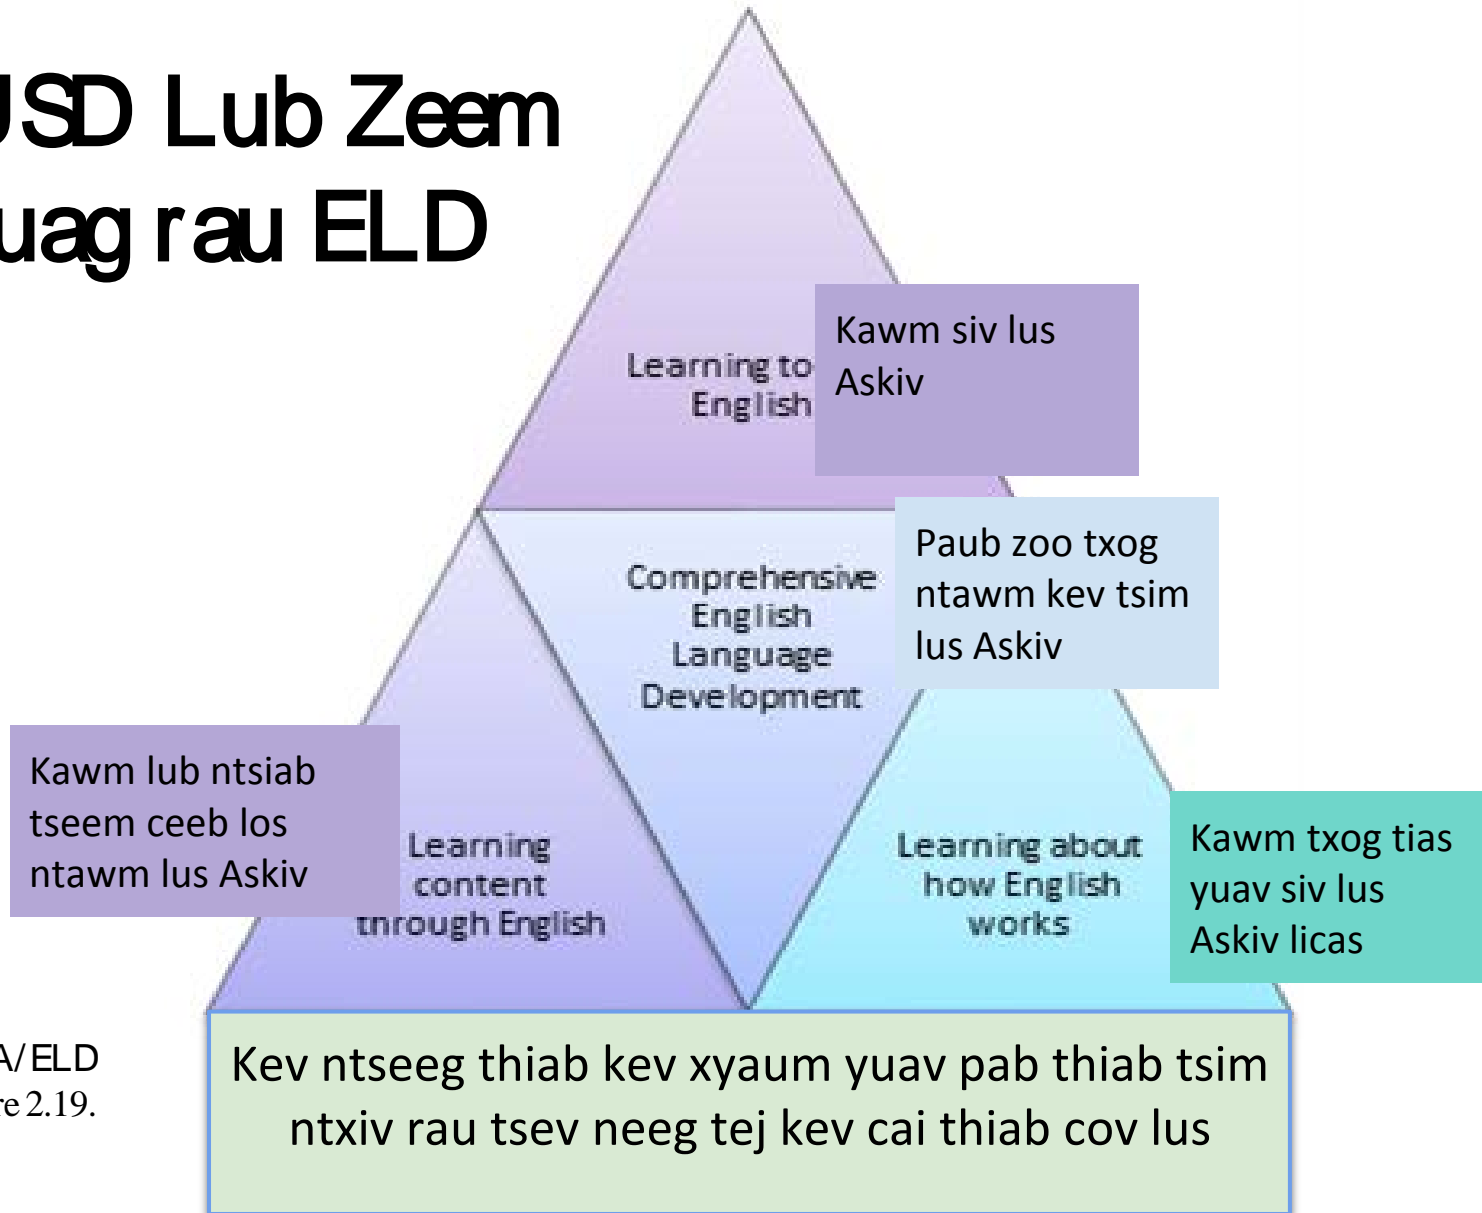 USD Lub Zeem
uag rau ELD
Learning to
English
Kawm siv lus
Askiv
Comprehensive
English
Language
Development
Paub zoo txog
ntawm kev tsim
lus Askiv
Kawm lub ntsiab
tseem ceeb los
ntawm lus Askiv
Learning
content
through English
Learning about
how English
works
Kawm txog tias
yuav siv lus
Askiv licas
A/ELD
re 2.19.
Kev ntseeg thiab kev xyaum yuav pab thiab tsim
ntxiv rau tsev neeg tej kev cai thiab cov lus